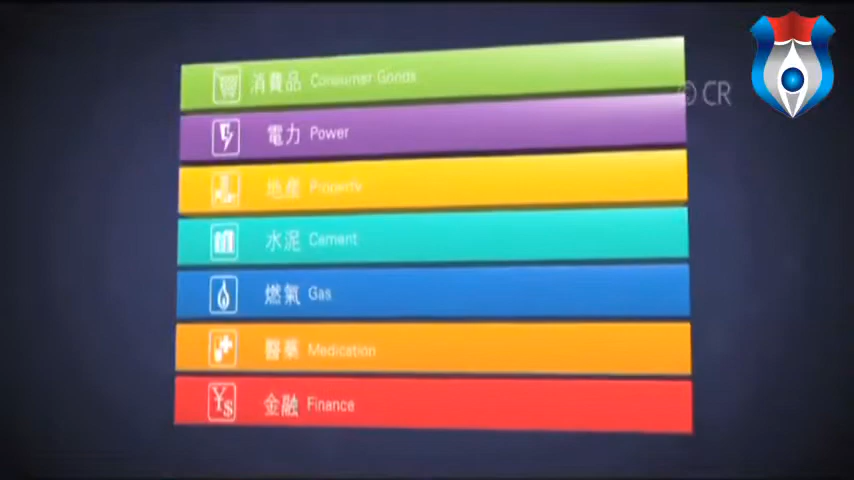 消費品 Consumer Goods
© CR
電力 Power
地產 Property
水泥 Cement
燃氣 Gas
醫藥 Medication
金融 Finance